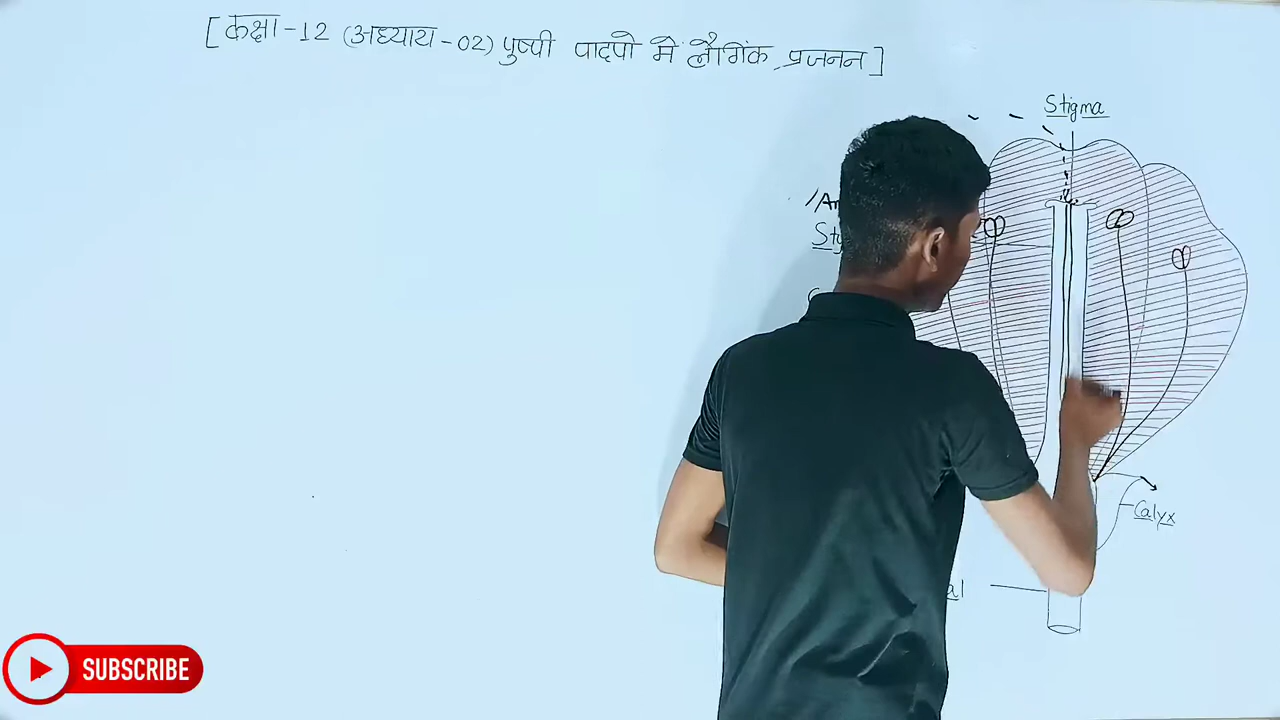 [ कक्षा -12 (अध्याय -02) पुष्पी पादपो मे लैगिंक प्रजनन ]
Stigma
Calyx
SUBSCRIBE